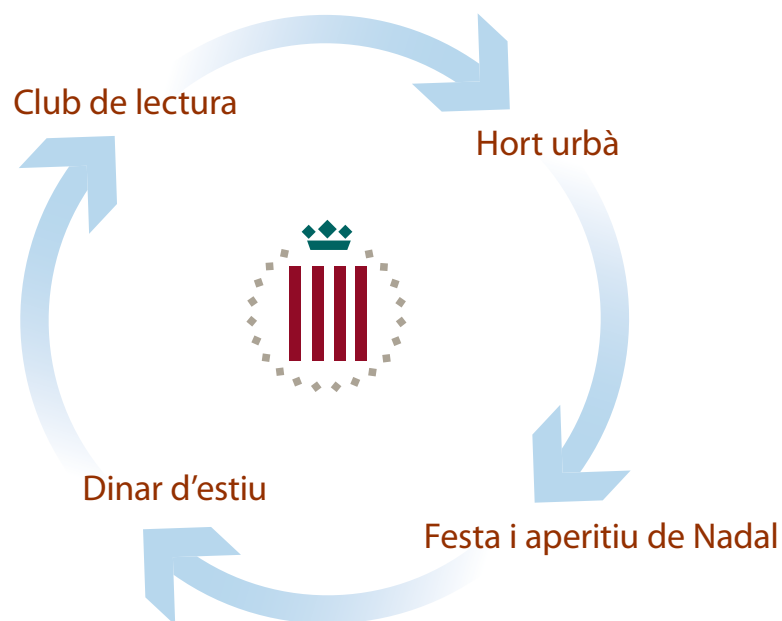 Club de lectura
Hort urbà
Dinar d'estiu
Festa i aperitiu de Nadal